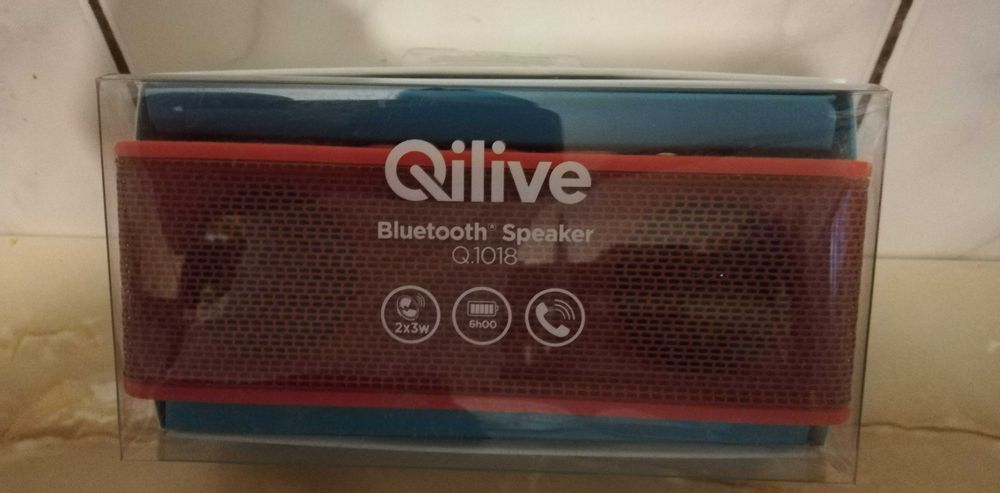 Qilive
Bluetooth® Speaker
Q.1018
2x3w
6h00